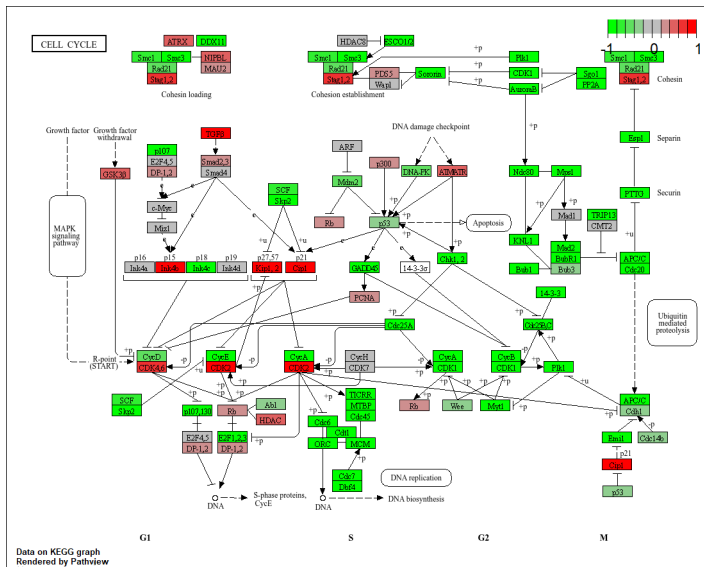 CELL CYCLE
-1 0 1
ATRX DDX11
Smc1 Smc3 NIPBL
Rad21 MAU2
Stag1,2
Cohesin loading
HDAC8 ESCO1/2
+p
Smc1 Smc3
Rad21 PDS5 Sororin
Stag1,2 Wapl
Cohesion establishment
+p
Plk1
CDK1 Sgo1
AuroraB PP2A
+p
Smc1 Smc3
Rad21
Stag1,2 Cohesin
Growth factor
Growth factor
withdrawal
TGFβ
GSK3β
p107
E2F4,5
DP-1,2
Smad2,3
Smad4
c-Myc
Miz1
e
SCF
Skp2
+u
ARF
Mdm2
Rb
p300
DNA damage checkpoint
DNA-PK ATM/ATR
+p
p53
Apoptosis
Ndc80 Mps1
+p
KNL1
Bub1
Mad1
Mad2
BubR1
Bub3
TRIP13
CMT2
Esp1 Separin
PTTG Securin
+u
APC/C
Cdc20
MAPK
signaling
pathway
p16 p15 p18 p19 p27,57 p21
Ink4a Ink4b Ink4c Ink4d Kip1,2 Cip1
GADD45
14-3-3σ
Chk1, 2
PCNA
14-3-3
Cdc25A
Cdc25B,C
Ubiquitin
mediated
proteolysis
R-point
(START)
CycD CycE CycA CycH CycA CycB
CDK4,6 CDK2 CDK2 CDK7 CDK1 CDK1 Plk1
+p -p
SCF
Skp2
p107,130
E2F4,5
DP-1,2
Rb
Abl
HDAC
E2F1,2,3
DP-1,2
Cdc6
ORC
Cdt1
TICRR
MTBP
Cdc45
MCM
Cdc7
Dbf4
Rb Wee Myt1
APC/C
Cdh1
Emi1 Cdc14b
p21
Cip1
p53
DNA replication
DNA
S-phase proteins,
CycE
DNA
DNA biosynthesis
G1 S G2 M
Data on KEGG graph
Rendered by Pathview